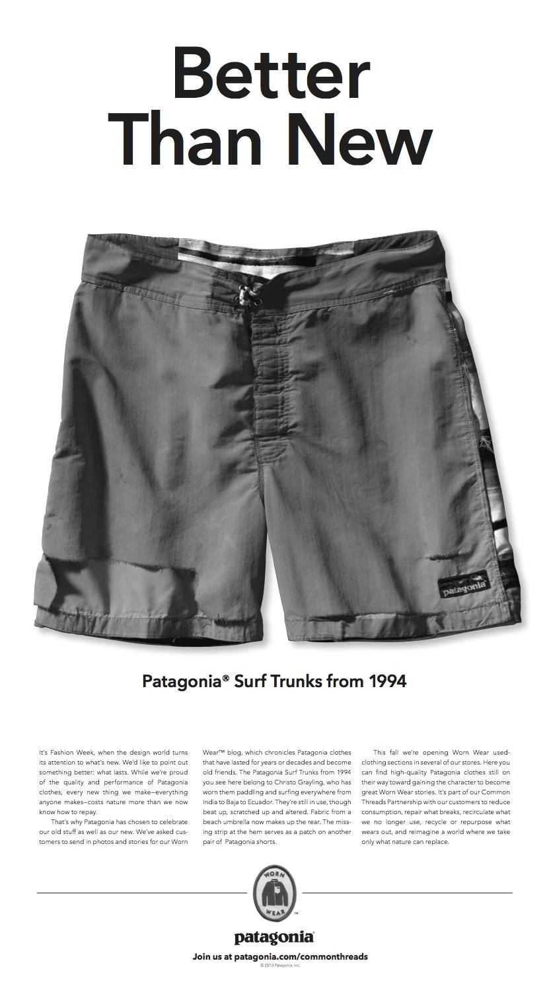 Better
Than New
patagonia®
Patagonia® Surf Trunks from 1994
It's Fashion Week, when the design world turns
its attention to what's new. We'd like to point out
something better: what lasts. While we're proud
of the quality and performance of Patagonia
clothes, every new thing we make—everything
anyone makes—costs nature more than we now
know how to repay.
That's why Patagonia has chosen to celebrate
our old stuff as well as our new. We've asked cus-
tomers to send in photos and stories for our Worn
Wear™ blog, which chronicles Patagonia clothes
that have lasted for years or decades and become
old friends. The Patagonia Surf Trunks from 1994
you see here belong to Christo Grayling, who has
worn them paddling and surfing everywhere from
India to Baja to Ecuador. They're still in use, though
beat up, scratched up and altered. Fabric from a
beach umbrella now makes up the rear. The miss-
ing strip at the hem serves as a patch on another
pair of Patagonia shorts.
This fall we're opening Worn Wear used-
clothing sections in several of our stores. Here you
can find high-quality Patagonia clothes still on
their way toward gaining the character to become
great Worn Wear stories. It's part of our Common
Threads Partnership with our customers to reduce
consumption, repair what breaks, recirculate what
we no longer use, recycle or repurpose what
wears out, and reimagine a world where we take
only what nature can replace.
WORN
WEAR
™
patagonia®
Join us at patagonia.com/commonthreads
© 2013 Patagonia, Inc.